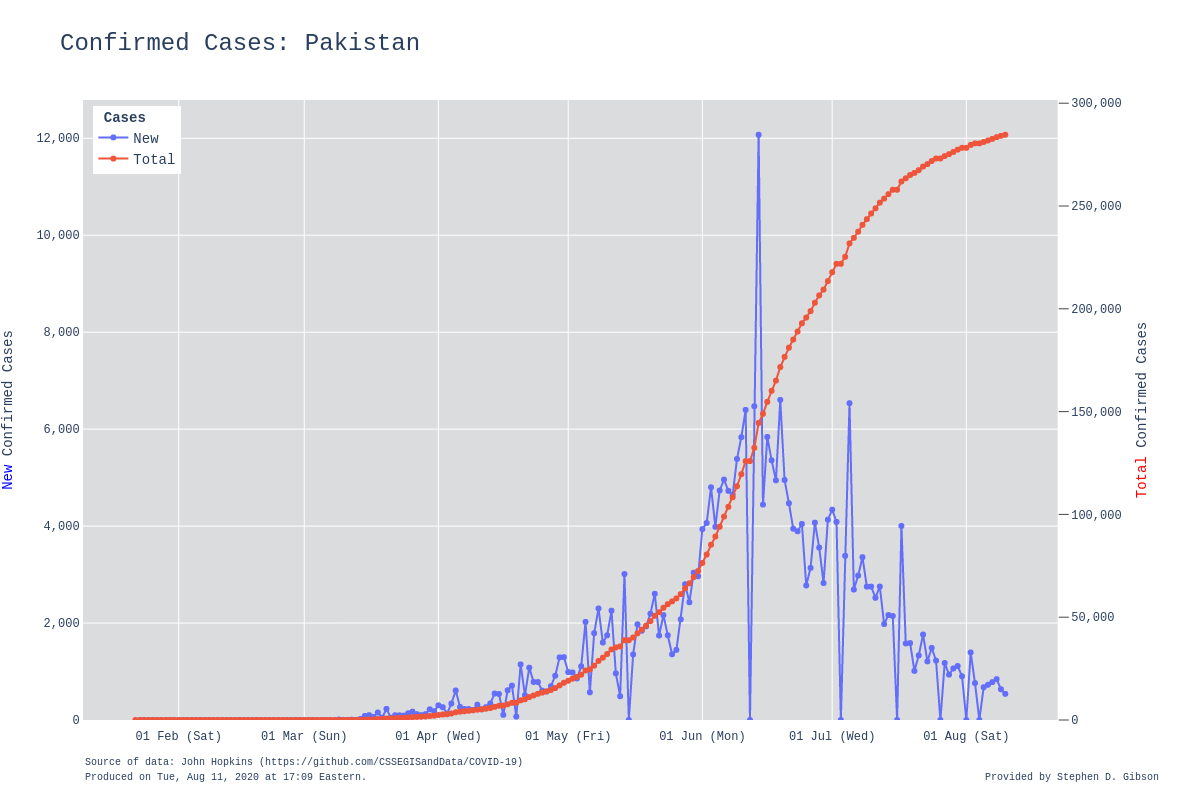 Confirmed Cases: Pakistan
Cases
New
Total
12,000
10,000
8,000
6,000
4,000
2,000
0
300,000
250,000
200,000
150,000
100,000
50,000
0
New Confirmed Cases
Total Confirmed Cases
01 Feb (Sat)
01 Mar (Sun)
01 Apr (Wed)
01 May (Fri)
01 Jun (Mon)
01 Jul (Wed)
01 Aug (Sat)
Source of data: John Hopkins (https://github.com/CSSEGISandData/COVID-19)
Produced on Tue, Aug 11, 2020 at 17:09 Eastern.
Provided by Stephen D. Gibson